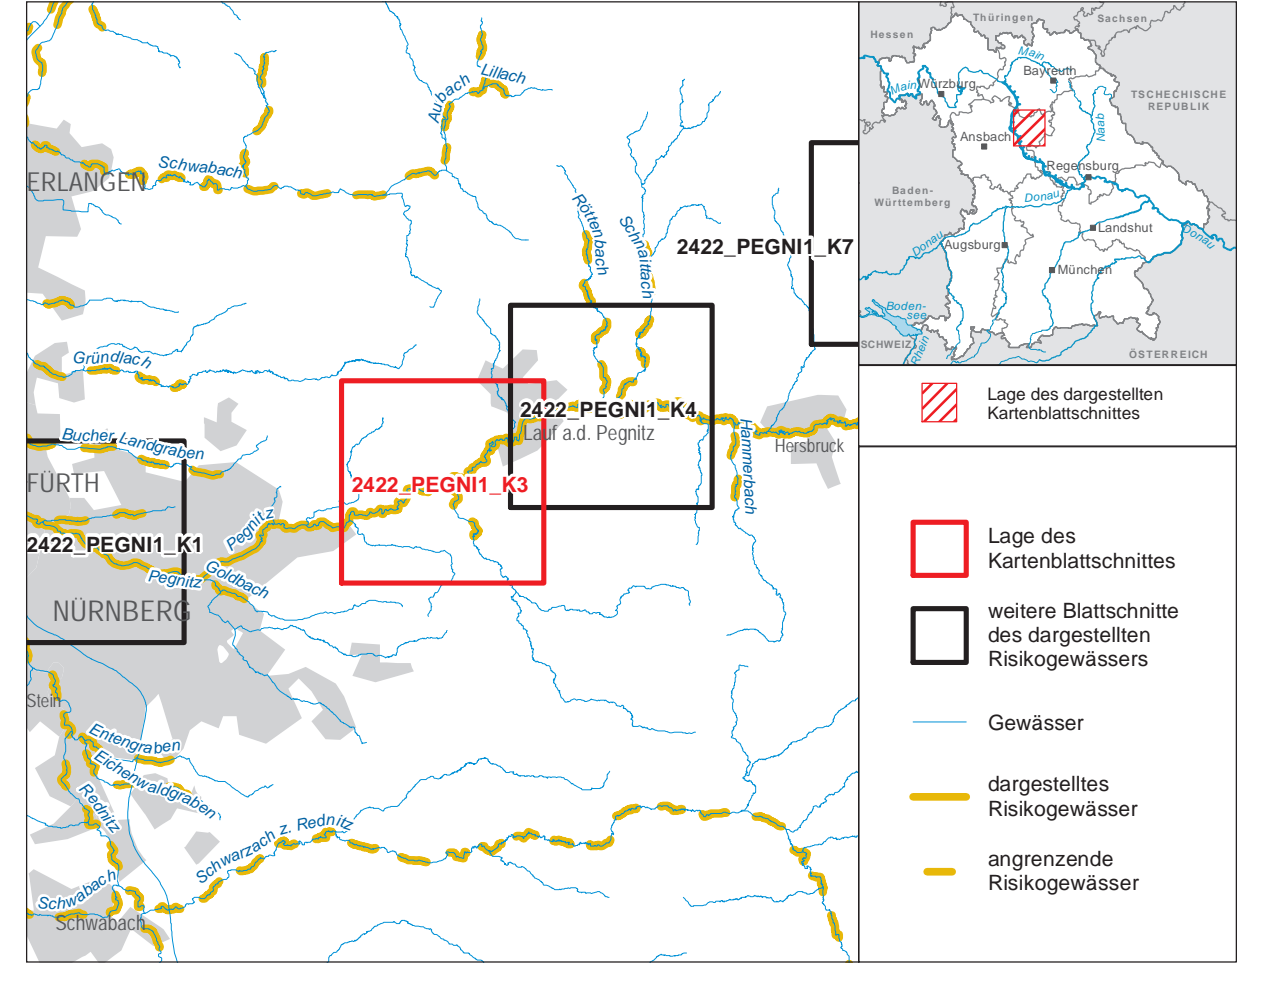 Lillach
Aubach
Schwabach
ERLANGEN
Röttenbach
Schnaittach
2422_PEGNI1_K7
Gründlach
2422_PEGNI1_K4
Lauf a.d. Pegnitz
Hammerbach
Hersbruck
Bucher Landgraben
FÜRTH
2422_PEGNI1_K3
Pegnitz
2422_PEGNI1_K1
Pegnitz
Goldbach
NÜRNBERG
Stein
Entengraben
Eichenwaldgraben
Rednitz
Schwarzach z. Rednitz
Schwabach
Schwabach
Thüringen
Sachsen
Hessen
Main
Bayreuth
Main
Würzburg
TSCHECHISCHE
REPUBLIK
Naab
Ansbach
Regensburg
Baden-
Württemberg
Donau
Landshut
Donau
Augsburg
Donau
München
Boden-
see
SCHWEIZ
Rhein
ÖSTERREICH
Lage des dargestellten
Kartenblattschnittes
Lage des
Kartenblattschnittes
weitere Blattschnitte
des dargestellten
Risikogewässers
Gewässer
dargestelltes
Risikogewässer
angrenzende
Risikogewässer